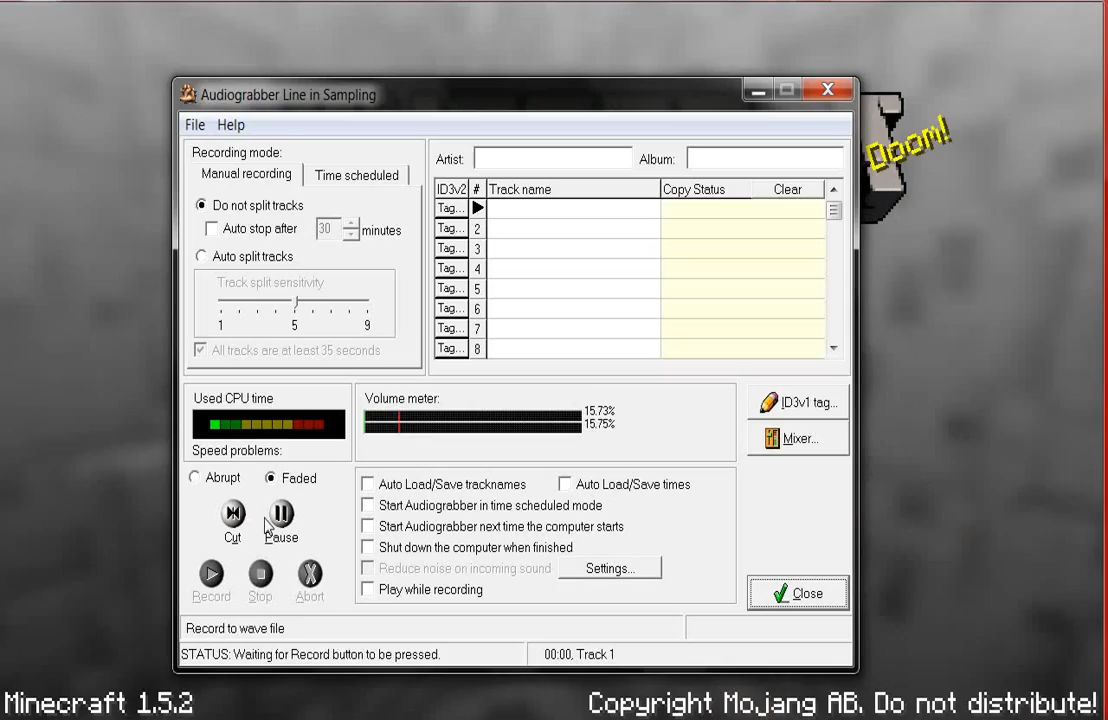 Audiograbber Line in Sampling
File Help
Recording mode:
Manual recording Time scheduled
Do not split tracks
Auto stop after 30 minutes
Auto split tracks
Track split sensitivity
1 5 9
All tracks are at least 35 seconds
Artist: Album:
ID3v2 # Track name Copy Status Clear
Tag...
Tag... 2
Tag... 3
Tag... 4
Tag... 5
Tag... 6
Tag... 7
Tag... 8
Doom!
Used CPU time
Speed problems:
Volume meter:
15.73%
15.75%
ID3v1 tag...
Mixer...
Abrupt Faded
Cut Pause
Record Stop Abort
Auto Load/Save tracknames Auto Load/Save times
Start Audiograbber in time scheduled mode
Start Audiograbber next time the computer starts
Shut down the computer when finished
Reduce noise on incoming sound Settings...
Play while recording
Close
Record to wave file
STATUS: Waiting for Record button to be pressed. 00:00, Track 1
Minecraft 1.5.2 Copyright Mojang AB. Do not distribute!